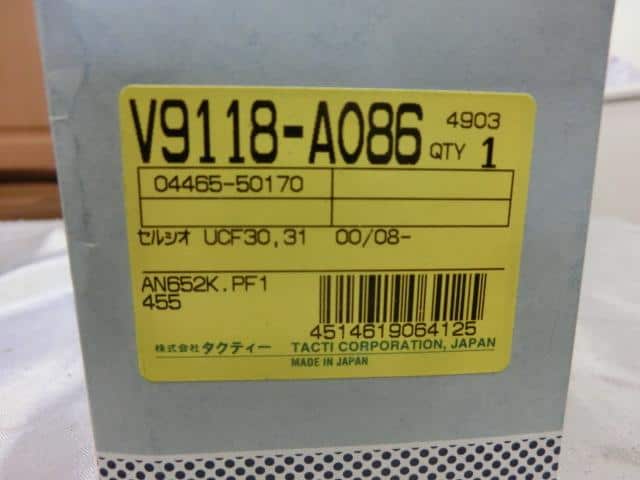 V9118-A086 4903 QTY 1
04465-50170
セルシオ UCF30,31 00/08-
AN652K.PF1
455
4514619064125
株式会社 タクティー TACTI CORPORATION, JAPAN
MADE IN JAPAN